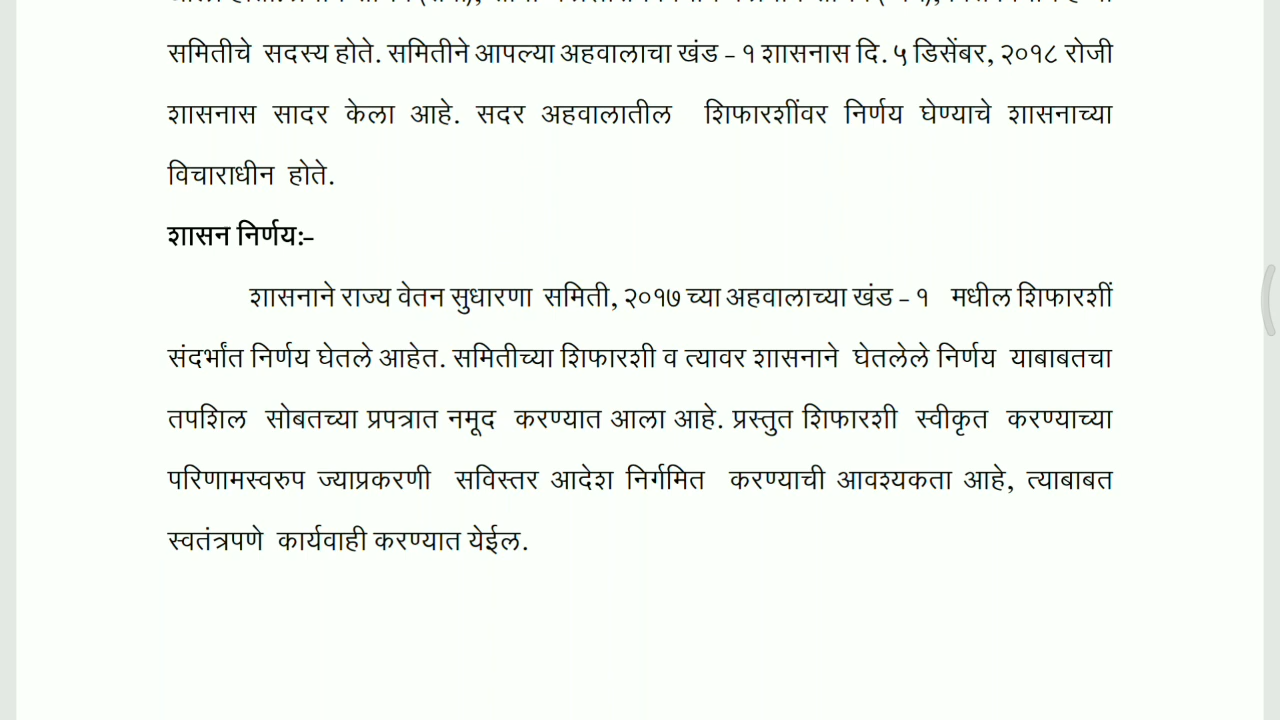 समितीचे सदस्य होते. समितीने आपल्या अहवालाचा खंड - १ शासनास दि. ५ डिसेंबर, २०१८ रोजी
शासनास सादर केला आहे. सदर अहवालातील शिफारशींवर निर्णय घेण्याचे शासनाच्या
विचाराधीन होते.
शासन निर्णय:-
शासनाने राज्य वेतन सुधारणा समिती, २०१७ च्या अहवालाच्या खंड - १ मधील शिफारशीं
संदर्भात निर्णय घेतले आहेत. समितीच्या शिफारशी व त्यावर शासनाने घेतलेले निर्णय याबाबतचा
तपशिल सोबतच्या प्रपत्रात नमूद करण्यात आला आहे. प्रस्तुत शिफारशी स्वीकृत करण्याच्या
परिणामस्वरुप ज्याप्रकरणी सविस्तर आदेश निर्गमित करण्याची आवश्यकता आहे, त्याबाबत
स्वतंत्रपणे कार्यवाही करण्यात येईल.